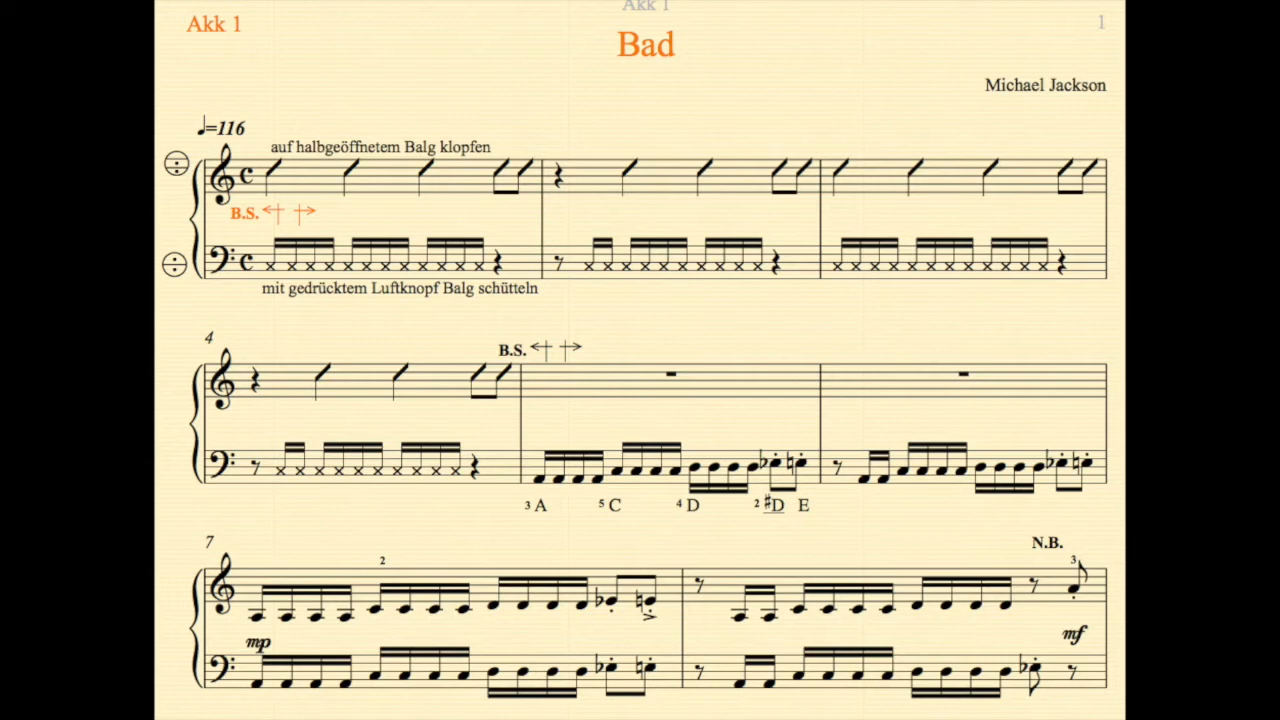 Akk 1
Akk 1
1
Bad
Michael Jackson
♩=116
auf halbgeöffnetem Balg klopfen
B.S.
mit gedrücktem Luftknopf Balg schütteln
4
B.S.
3 A 5 C 4 D 2 #D E
7
N.B.
2
3
mp
mf